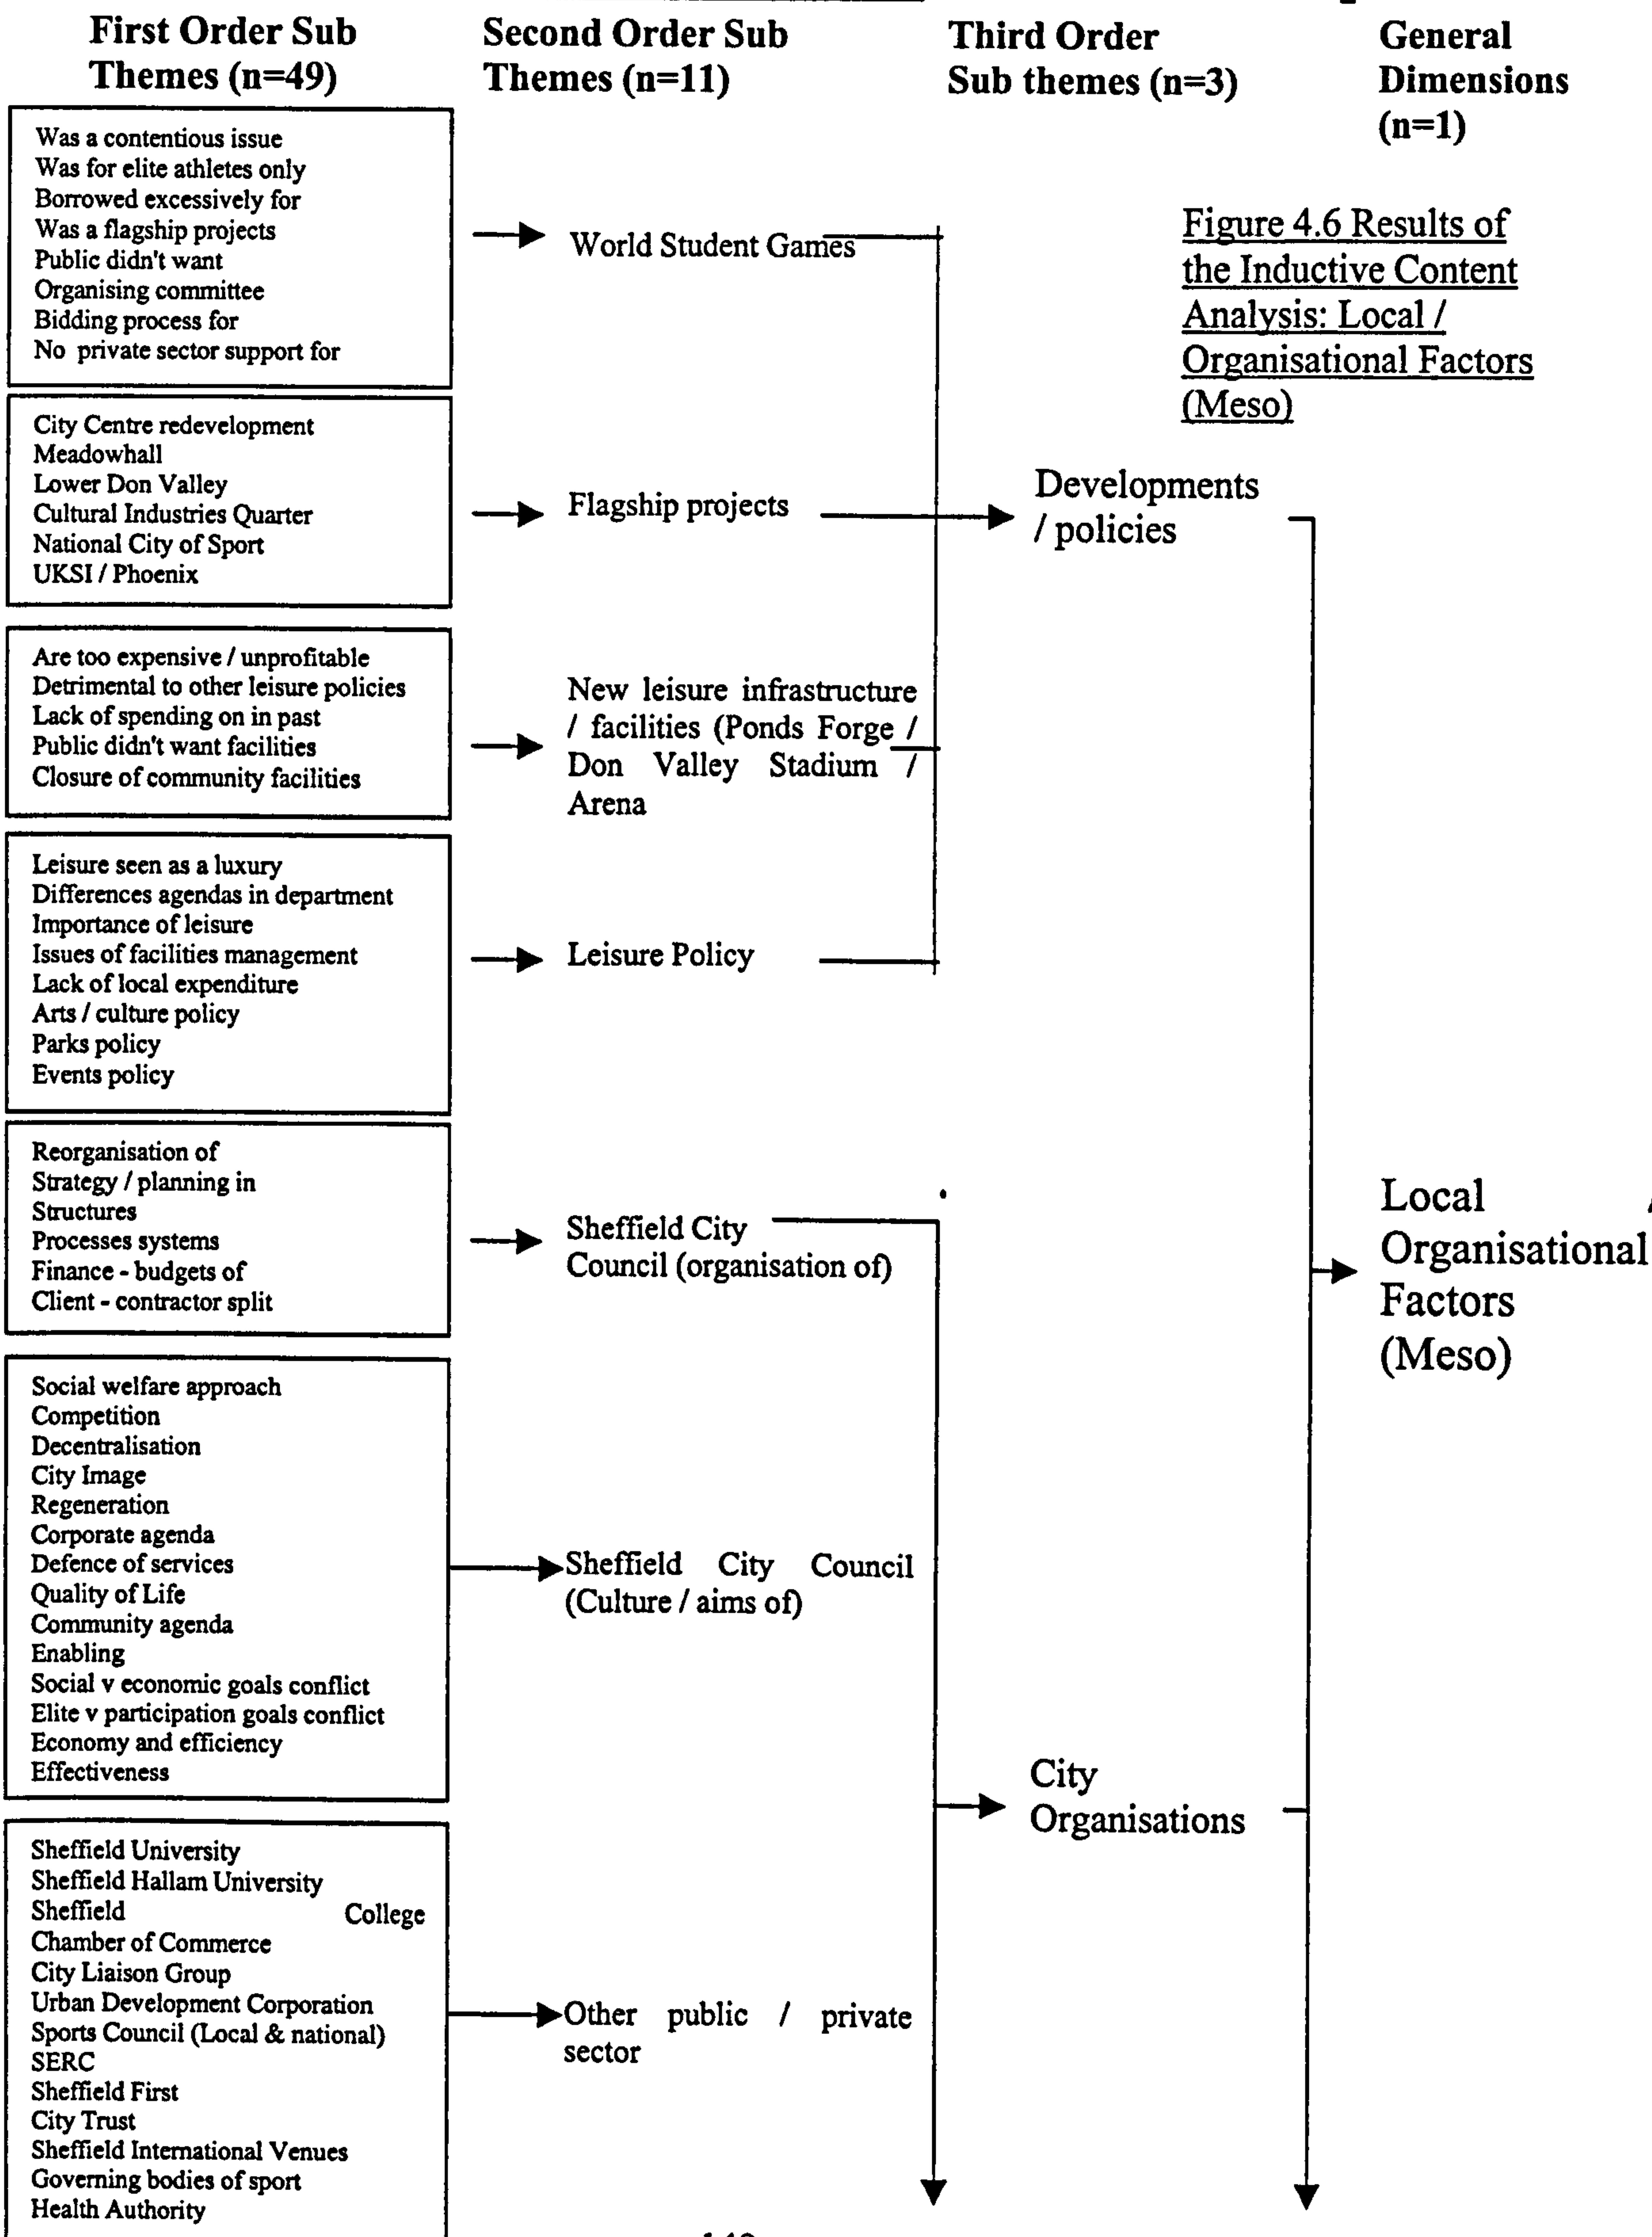 First Order Sub
Themes (n=49)
Second Order Sub
Themes (n=11)
Third Order
Sub themes (n=3)
General
Dimensions
(n=1)
Figure 4.6 Results of
the Inductive Content
Analysis: Local /
Organisational Factors
(Meso)
Was a contentious issue
Was for elite athletes only
Borrowed excessively for
Was a flagship projects
Public didn't want
Organising committee
Bidding process for
No private sector support for
World Student Games
City Centre redevelopment
Meadowhall
Lower Don Valley
Cultural Industries Quarter
National City of Sport
UKSI / Phoenix
Flagship projects
Developments
/ policies
Are too expensive / unprofitable
Detrimental to other leisure policies
Lack of spending on in past
Public didn't want facilities
Closure of community facilities
New leisure infrastructure
/ facilities (Ponds Forge /
Don Valley Stadium /
Arena
Leisure seen as a luxury
Differences agendas in department
Importance of leisure
Issues of facilities management
Lack of local expenditure
Arts / culture policy
Parks policy
Events policy
Leisure Policy
Reorganisation of
Strategy / planning in
Structures
Processes systems
Finance - budgets of
Client - contractor split
Sheffield City
Council (organisation of)
Local /
Organisational
Factors
(Meso)
Social welfare approach
Competition
Decentralisation
City Image
Regeneration
Corporate agenda
Defence of services
Quality of Life
Community agenda
Enabling
Social v economic goals conflict
Elite v participation goals conflict
Economy and efficiency
Effectiveness
Sheffield City Council
(Culture / aims of)
City
Organisations
Sheffield University
Sheffield Hallam University
Sheffield College
Chamber of Commerce
City Liaison Group
Urban Development Corporation
Sports Council (Local & national)
SERC
Sheffield First
City Trust
Sheffield International Venues
Governing bodies of sport
Health Authority
Other public / private
sector